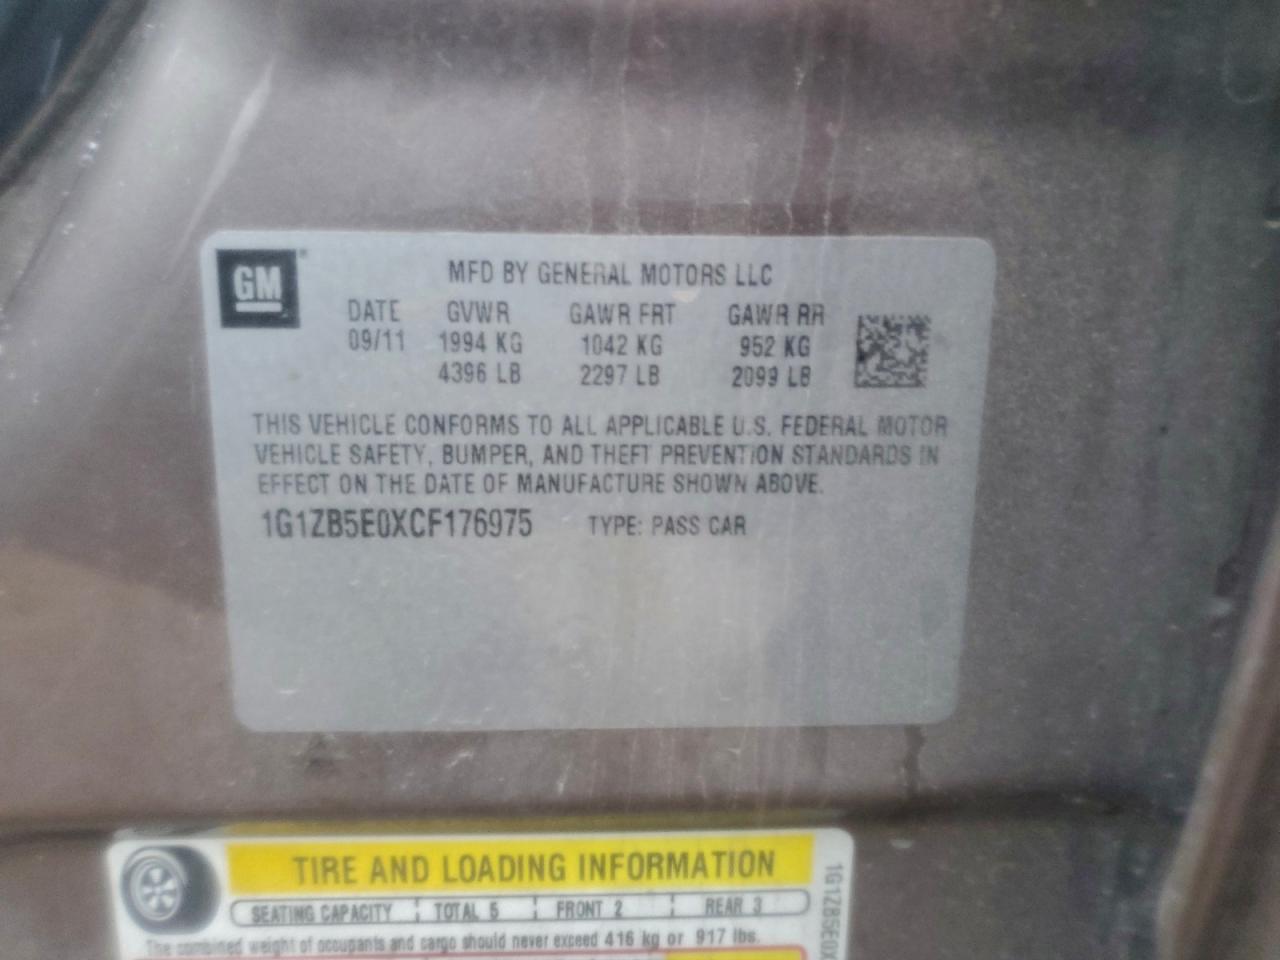 GM
MFD BY GENERAL MOTORS LLC
DATE GVWR GAWR FRT GAWR RR
09/11 1994 KG 1042 KG 952 KG
4396 LB 2297 LB 2099 LB
THIS VEHICLE CONFORMS TO ALL APPLICABLE U.S. FEDERAL MOTOR
VEHICLE SAFETY, BUMPER, AND THEFT PREVENTION STANDARDS IN
EFFECT ON THE DATE OF MANUFACTURE SHOWN ABOVE.
1G1ZB5E0XCF176975 TYPE: PASS CAR
TIRE AND LOADING INFORMATION
SEATING CAPACITY TOTAL 5 FRONT 2 REAR 3
The combined weight of occupants and cargo should never exceed 416 kg or 917 lbs.
1G1ZB5E0X